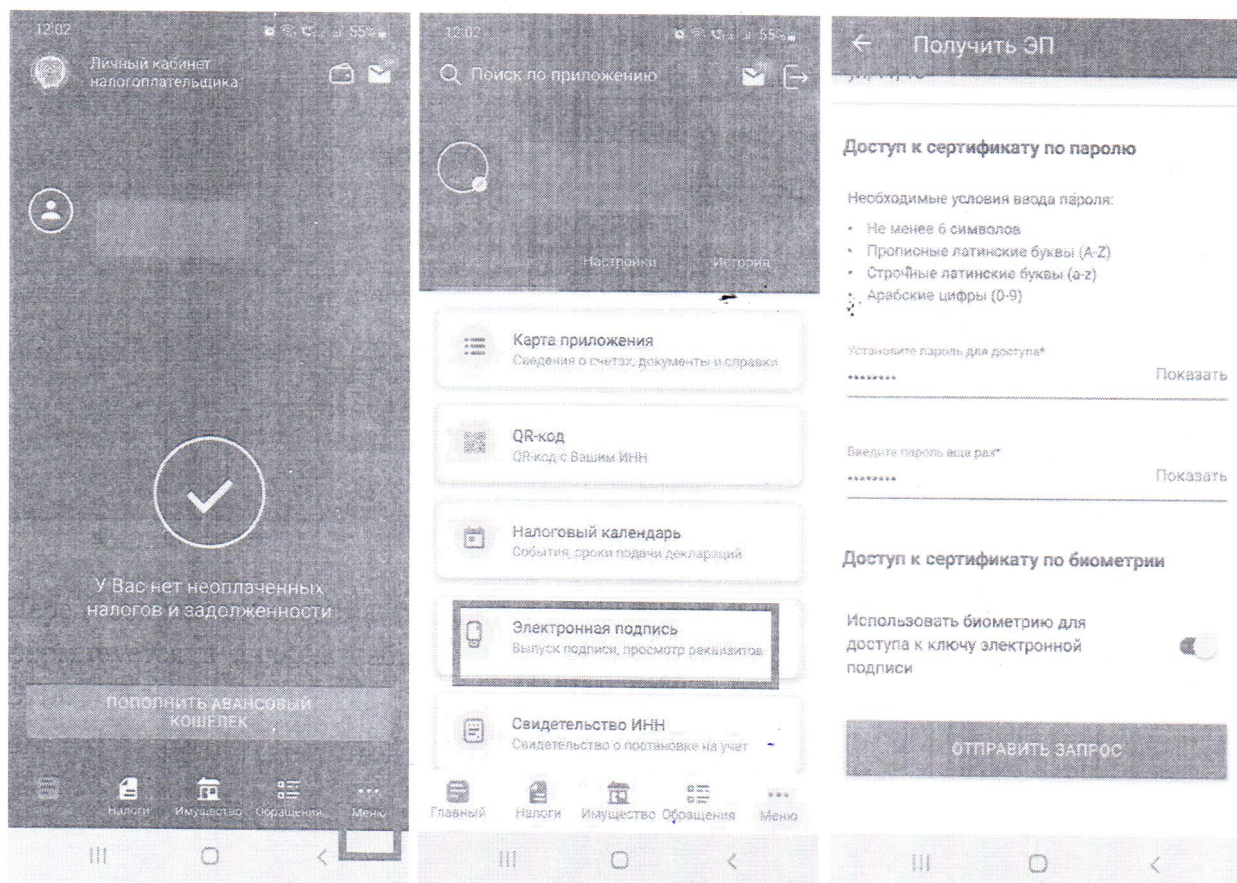 12:02
55%
Личный кабинет
налогоплательщика
У Вас нет неоплаченных
налогов и задолженности
ПОПОЛНИТЬ АВАНСОВЫЙ
КОШЕЛЕК
Налоги
Имущество
Обращения
Меню
12:02
55%
Поиск по приложению
Настройки
История
Карта приложения
Сведения о счетах, документы и справки
QR-код
QR-код с Вашим ИНН
Налоговый календарь
События, сроки подачи деклараций
Электронная подпись
Выпуск подписи, просмотр реквизитов
Свидетельство ИНН
Свидетельство о постановке на учет
Главный
Налоги
Имущество
Обращения
Меню
Получить ЭП
Доступ к сертификату по паролю
Необходимые условия ввода пароля:
• Не менее 6 символов
• Прописные латинские буквы (A-Z)
• Строчные латинские буквы (a-z)
• Арабские цифры (0-9)
Установите пароль для доступа*
•••••••• Показать
Введите пароль еще раз*
•••••••• Показать
Доступ к сертификату по биометрии
Использовать биометрию для
доступа к ключу электронной
подписи
ОТПРАВИТЬ ЗАПРОС